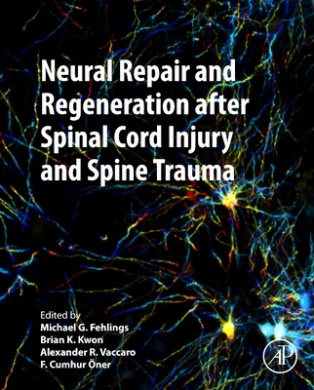 Neural Repair and
Regeneration after
Spinal Cord Injury
and Spine Trauma
Edited by
Michael G. Fehlings
Brian K. Kwon
Alexander R. Vaccaro
F. Cumhur Öner